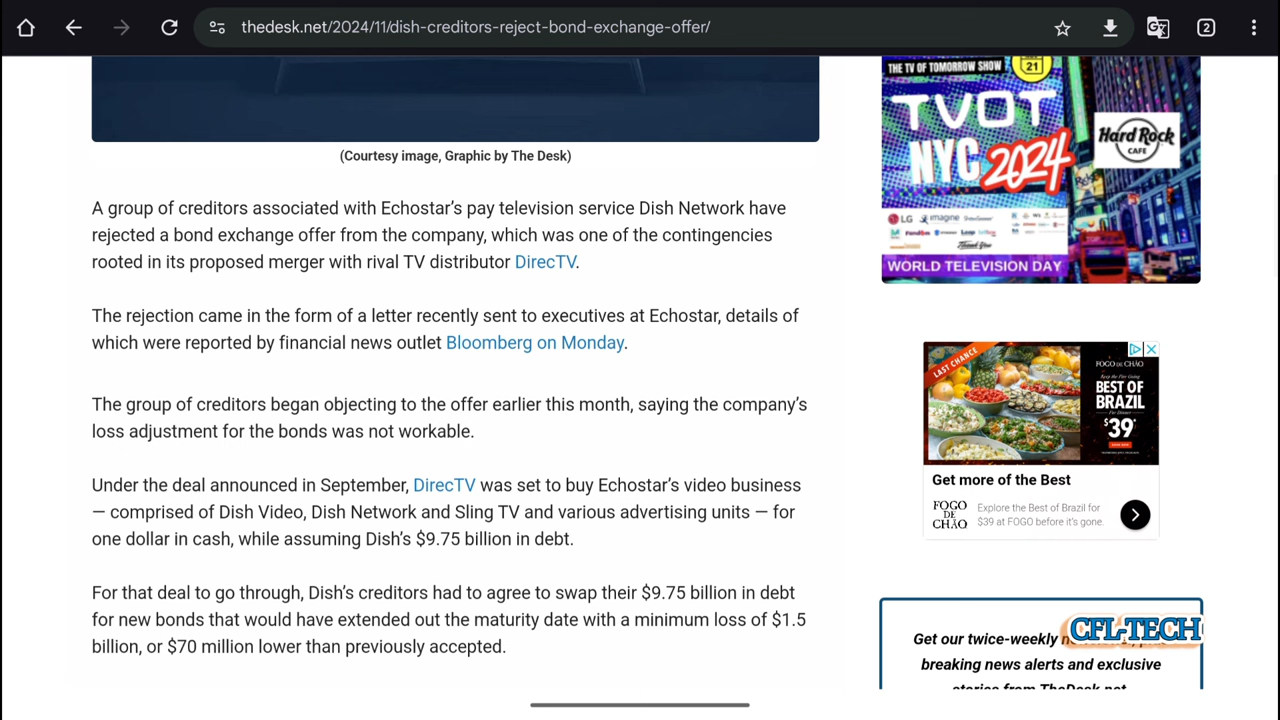 thedesk.net/2024/11/dish-creditors-reject-bond-exchange-offer/
2
(Courtesy image, Graphic by The Desk)
A group of creditors associated with Echostar's pay television service Dish Network have
rejected a bond exchange offer from the company, which was one of the contingencies
rooted in its proposed merger with rival TV distributor DirecTV.
The rejection came in the form of a letter recently sent to executives at Echostar, details of
which were reported by financial news outlet Bloomberg on Monday.
The group of creditors began objecting to the offer earlier this month, saying the company's
loss adjustment for the bonds was not workable.
Under the deal announced in September, DirecTV was set to buy Echostar's video business
— comprised of Dish Video, Dish Network and Sling TV and various advertising units — for
one dollar in cash, while assuming Dish's $9.75 billion in debt.
For that deal to go through, Dish's creditors had to agree to swap their $9.75 billion in debt
for new bonds that would have extended out the maturity date with a minimum loss of $1.5
billion, or $70 million lower than previously accepted.
THE TV OF TOMORROW SHOW
21
TVOT
NYC 2024
Hard Rock
CAFE
LG imagine
WORLD TELEVISION DAY
LAST CHANCE
FOGO DE CHÃO
BEST OF
BRAZIL
$39
Get more of the Best
FOGO
DE
CHÃO
Explore the Best of Brazil for
$39 at FOGO before it's gone.
Get our twice-weekly
CFL-TECH
breaking news alerts and exclusive
stories from TheDesk.net